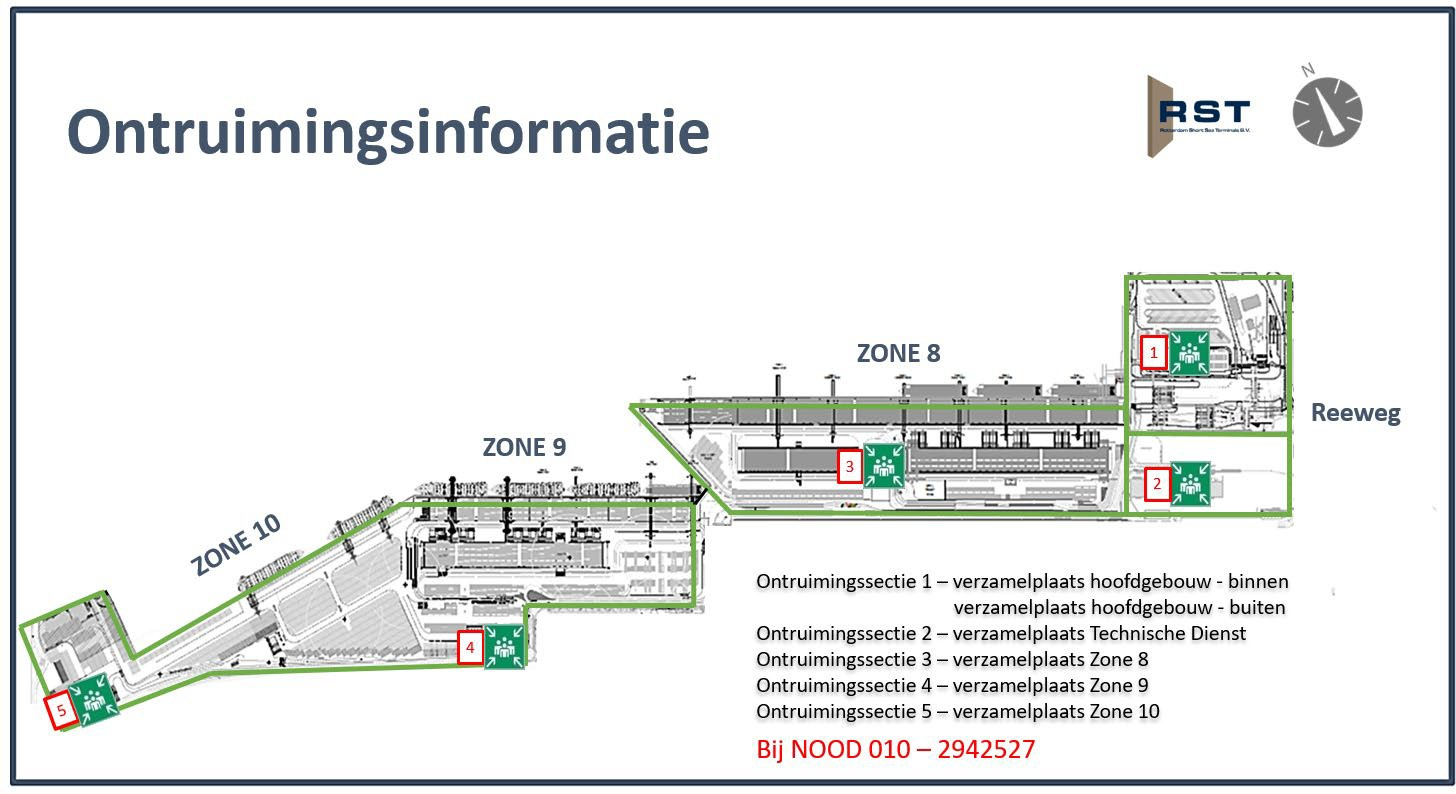 Ontruimingsinformatie
N
RST
Rotterdam Short Sea Terminals B.V.
ZONE 8
1
Reeweg
ZONE 9
3
2
ZONE 10
4
5
Ontruimingssectie 1 – verzamelplaats hoofdgebouw - binnen
verzamelplaats hoofdgebouw - buiten
Ontruimingssectie 2 – verzamelplaats Technische Dienst
Ontruimingssectie 3 – verzamelplaats Zone 8
Ontruimingssectie 4 – verzamelplaats Zone 9
Ontruimingssectie 5 – verzamelplaats Zone 10
Bij NOOD 010 – 2942527